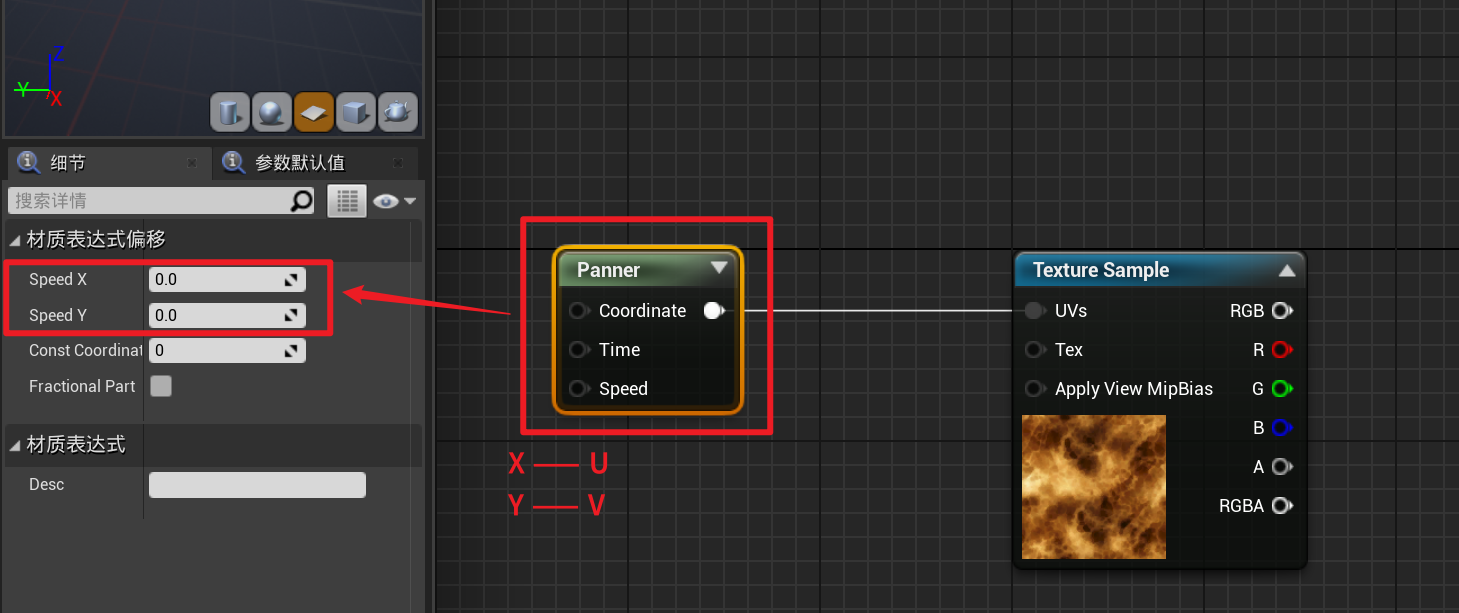 Z
Y
X
细节
参数默认值
搜索详情
材质表达式偏移
Speed X
0.0
Speed Y
0.0
Const Coordinat
0
Fractional Part
材质表达式
Desc
Panner
Coordinate
Time
Speed
X — U
Y — V
Texture Sample
UVs
RGB
Tex
R
Apply View MipBias
G
B
A
RGBA